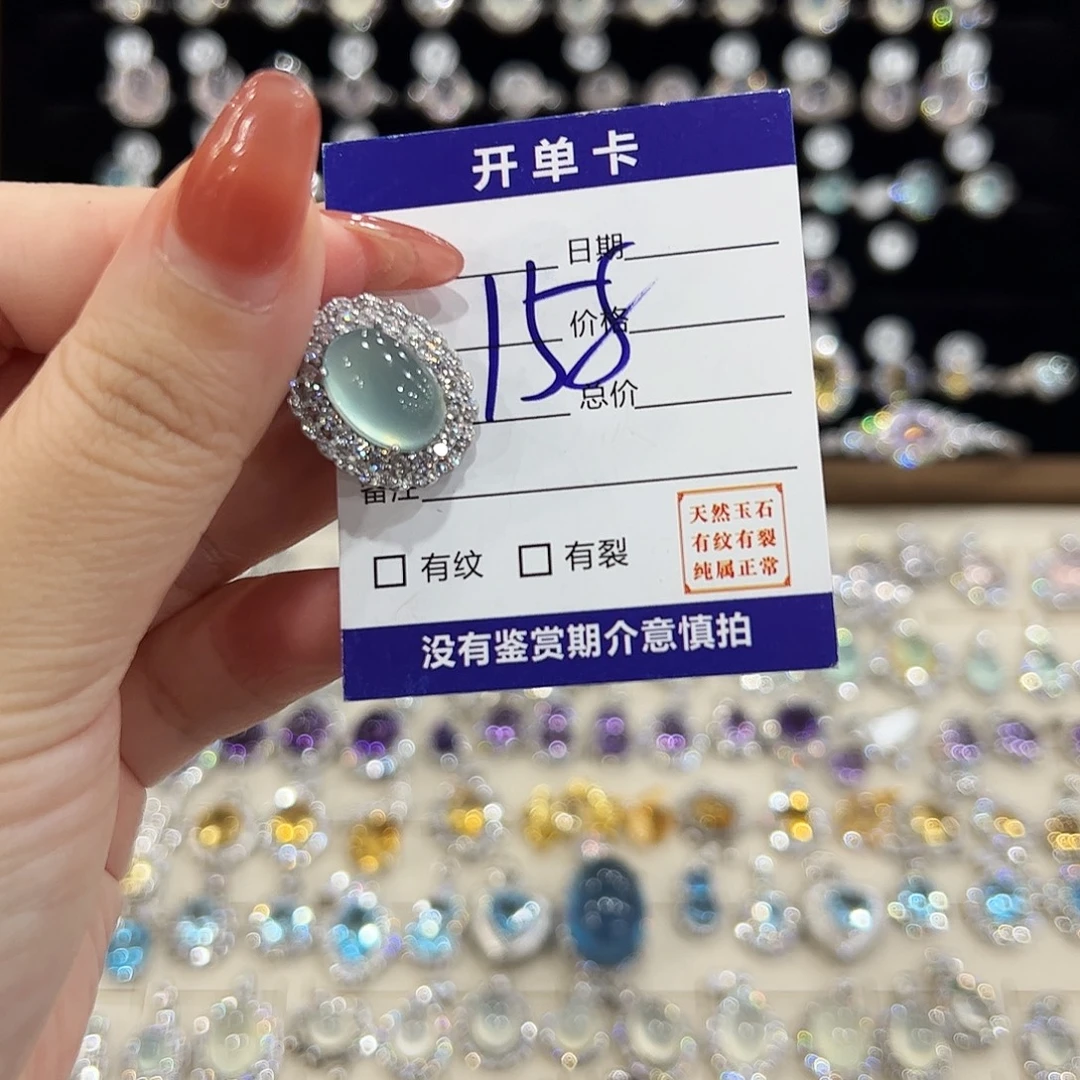 开单卡
日期
158
价格
总价
备注
有纹 有裂
天然玉石
有纹有裂
纯属正常
没有鉴赏期介意慎拍